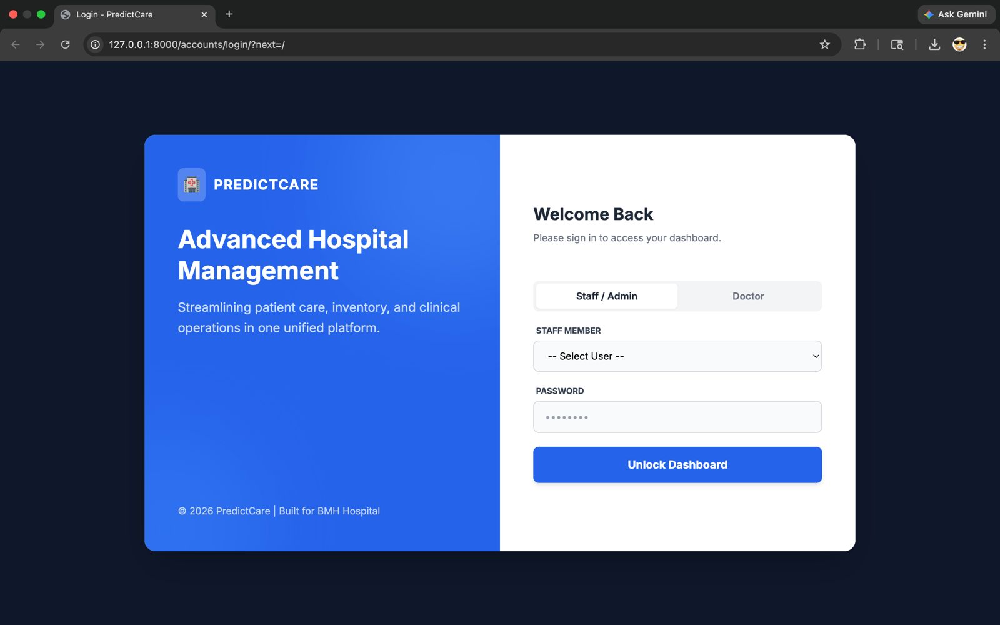 Login - PredictCare
Ask Gemini
127.0.0.1:8000/accounts/login/?next=/
PREDICTCARE
Advanced Hospital
Management
Streamlining patient care, inventory, and clinical
operations in one unified platform.
© 2026 PredictCare | Built for BMH Hospital
Welcome Back
Please sign in to access your dashboard.
Staff / Admin
Doctor
STAFF MEMBER
-- Select User --
PASSWORD
••••••••
Unlock Dashboard